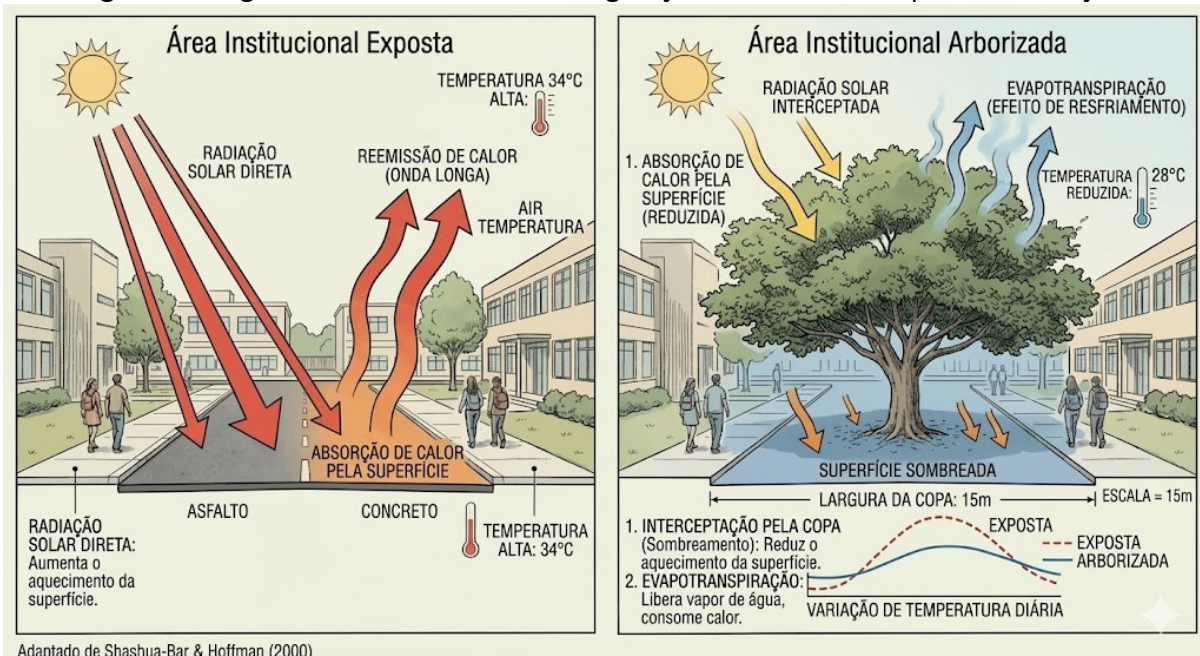 Área Institucional Exposta
TEMPERATURA 34ºC
ALTA:
RADIAÇÃO
SOLAR DIRETA
REEMISSÃO DE CALOR
(ONDA LONGA)
AIR
TEMPERATURA
ABSORÇÃO DE CALOR
PELA SUPERFÍCIE
ASFALTO
CONCRETO
RADIAÇÃO
SOLAR DIRETA:
Aumenta o
aquecimento da
superfície.
TEMPERATURA
ALTA: 34ºC
Área Institucional Arborizada
RADIAÇÃO SOLAR
INTERCEPTADA
EVAPOTRANSPIRAÇÃO
(EFEITO DE RESFRIAMENTO)
1. ABSORÇÃO DE
CALOR PELA
SUPERFÍCIE
(REDUZIDA)
TEMPERATURA
REDUZIDA:
28ºC
SUPERFÍCIE SOMBREADA
LARGURA DA COPA: 15m
ESCALA = 15m
1. INTERCEPTAÇÃO PELA COPA
(Sombreamento): Reduz o
aquecimento da superfície.
2. EVAPOTRANSPIRAÇÃO:
Libera vapor de água,
consome calor.
EXPOSTA
EXPOSTA
ARBORIZADA
VARIAÇÃO DE TEMPERATURA DIÁRIA
Adaptado de Shashua-Bar & Hoffman (2000)